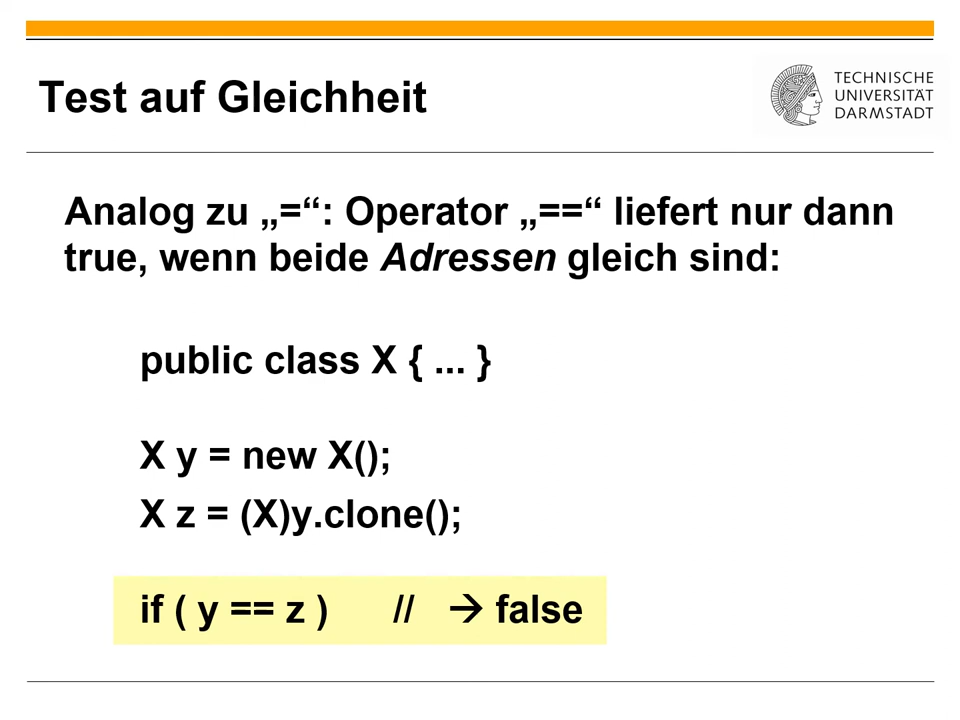 Test auf Gleichheit
TECHNISCHE
UNIVERSITÄT
DARMSTADT
Analog zu „=“: Operator „==“ liefert nur dann
true, wenn beide Adressen gleich sind:
public class X { ... }
X y = new X();
X z = (X)y.clone();
if ( y == z ) // → false